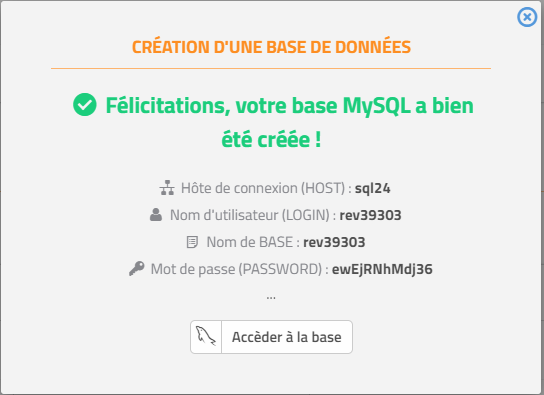 CRÉATION D'UNE BASE DE DONNÉES
Félicitations, votre base MySQL a bien
été créée !
Hôte de connexion (HOST) : sql24
Nom d'utilisateur (LOGIN) : rev39303
Nom de BASE : rev39303
Mot de passe (PASSWORD) : ewEjRNhMdj36
...
Accèder à la base